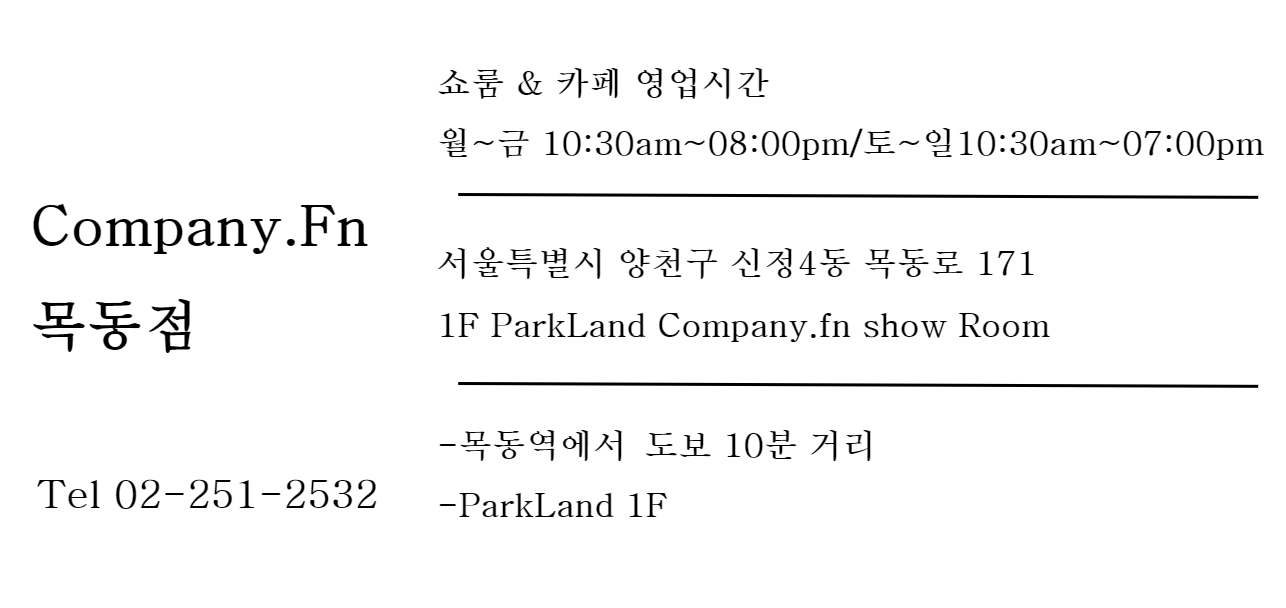 Company.Fn
목동점
Tel 02-251-2532
쇼룸 & 카페 영업시간
월~금 10:30am~08:00pm/토~일10:30am~07:00pm
서울특별시 양천구 신정4동 목동로 171
1F ParkLand Company.fn show Room
-목동역에서 도보 10분 거리
-ParkLand 1F